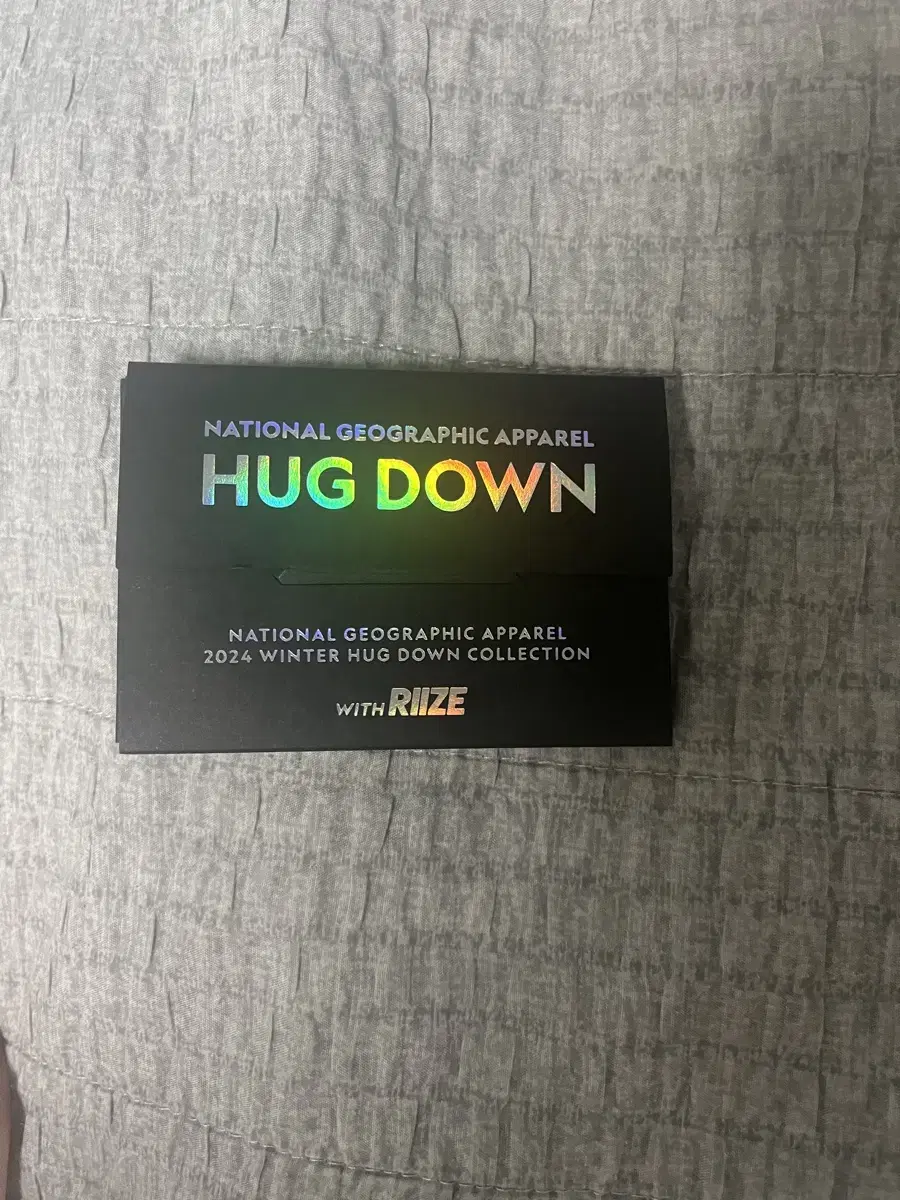 NATIONAL GEOGRAPHIC APPAREL
HUG DOWN
NATIONAL GEOGRAPHIC APPAREL
2024 WINTER HUG DOWN COLLECTION
WITH RIIZE